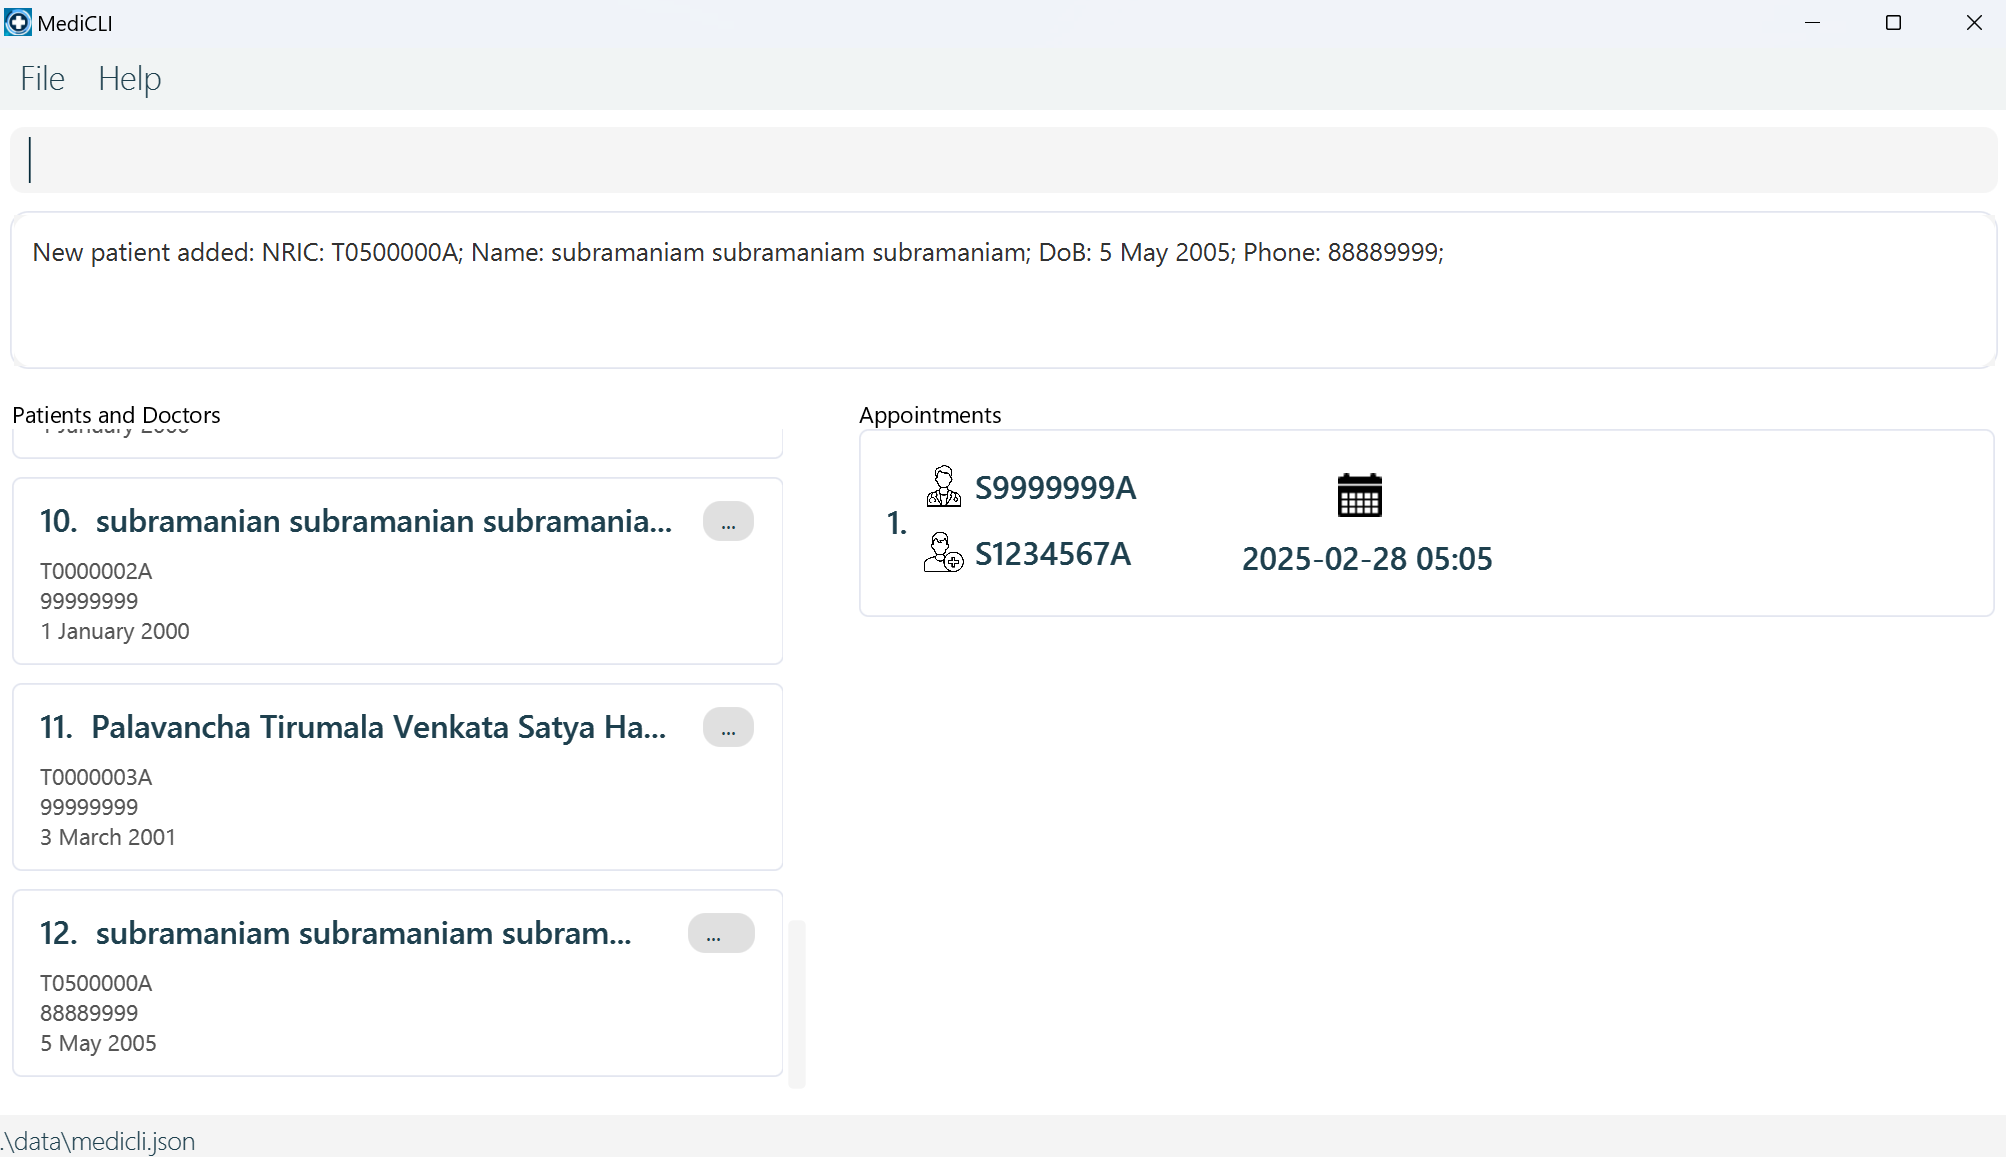 MediCLI
File Help
New patient added: NRIC: T0500000A; Name: subramaniam subramaniam subramaniam; DoB: 5 May 2005; Phone: 88889999;
Patients and Doctors
10. subramanian subramanian subramania...
...
T0000002A
99999999
1 January 2000
11. Palavancha Tirumala Venkata Satya Ha...
...
T0000003A
99999999
3 March 2001
12. subramaniam subramaniam subram...
...
T0500000A
88889999
5 May 2005
Appointments
1.
S9999999A
S1234567A
2025-02-28 05:05
.\data\medicli.json